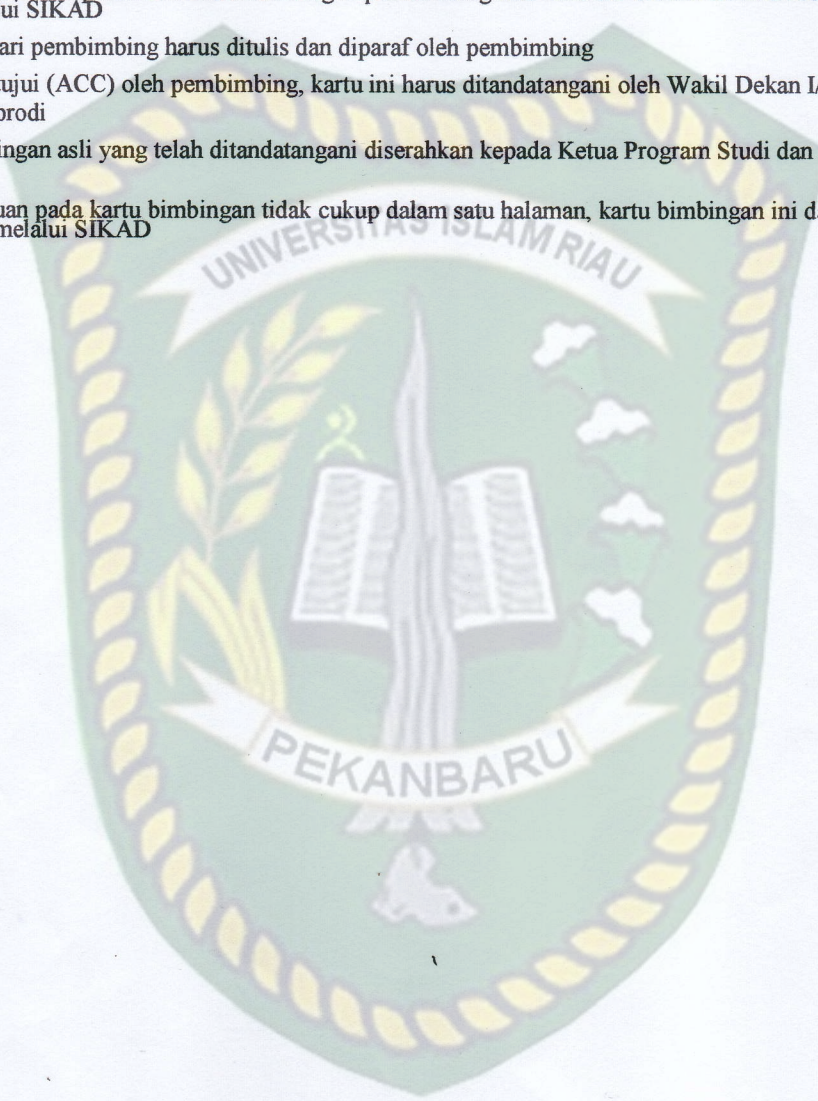 ui SIKAD
ari pembimbing harus ditulis dan diparaf oleh pembimbing
ujui (ACC) oleh pembimbing, kartu ini harus ditandatangani oleh Wakil Dekan I/
prodi
ingan asli yang telah ditandatangani diserahkan kepada Ketua Program Studi dan
uan pada kartu bimbingan tidak cukup dalam satu halaman, kartu bimbingan ini d
melalui SIKAD
UNIVERSITAS ISLAM RIAU
PEKANBARU